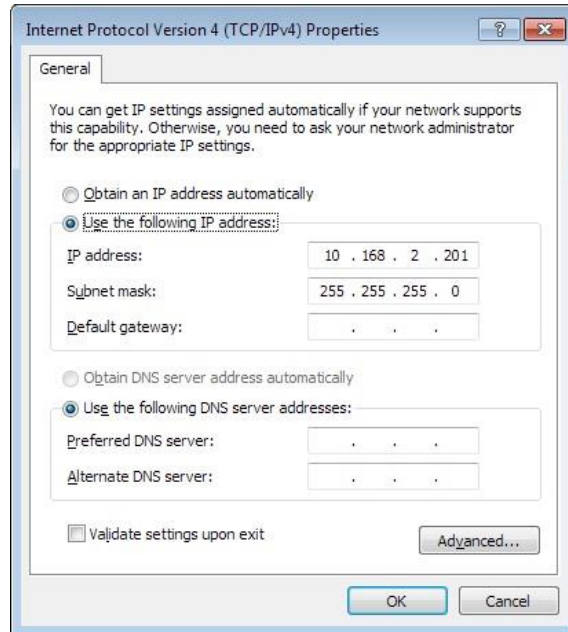 Internet Protocol Version 4 (TCP/IPv4) Properties
General
You can get IP settings assigned automatically if your network supports
this capability. Otherwise, you need to ask your network administrator
for the appropriate IP settings.
Obtain an IP address automatically
Use the following IP address:
IP address: 10 . 168 . 2 . 201
Subnet mask: 255 . 255 . 255 . 0
Default gateway: . . .
Obtain DNS server address automatically
Use the following DNS server addresses:
Preferred DNS server: . . .
Alternate DNS server: . . .
Validate settings upon exit
Advanced...
OK Cancel